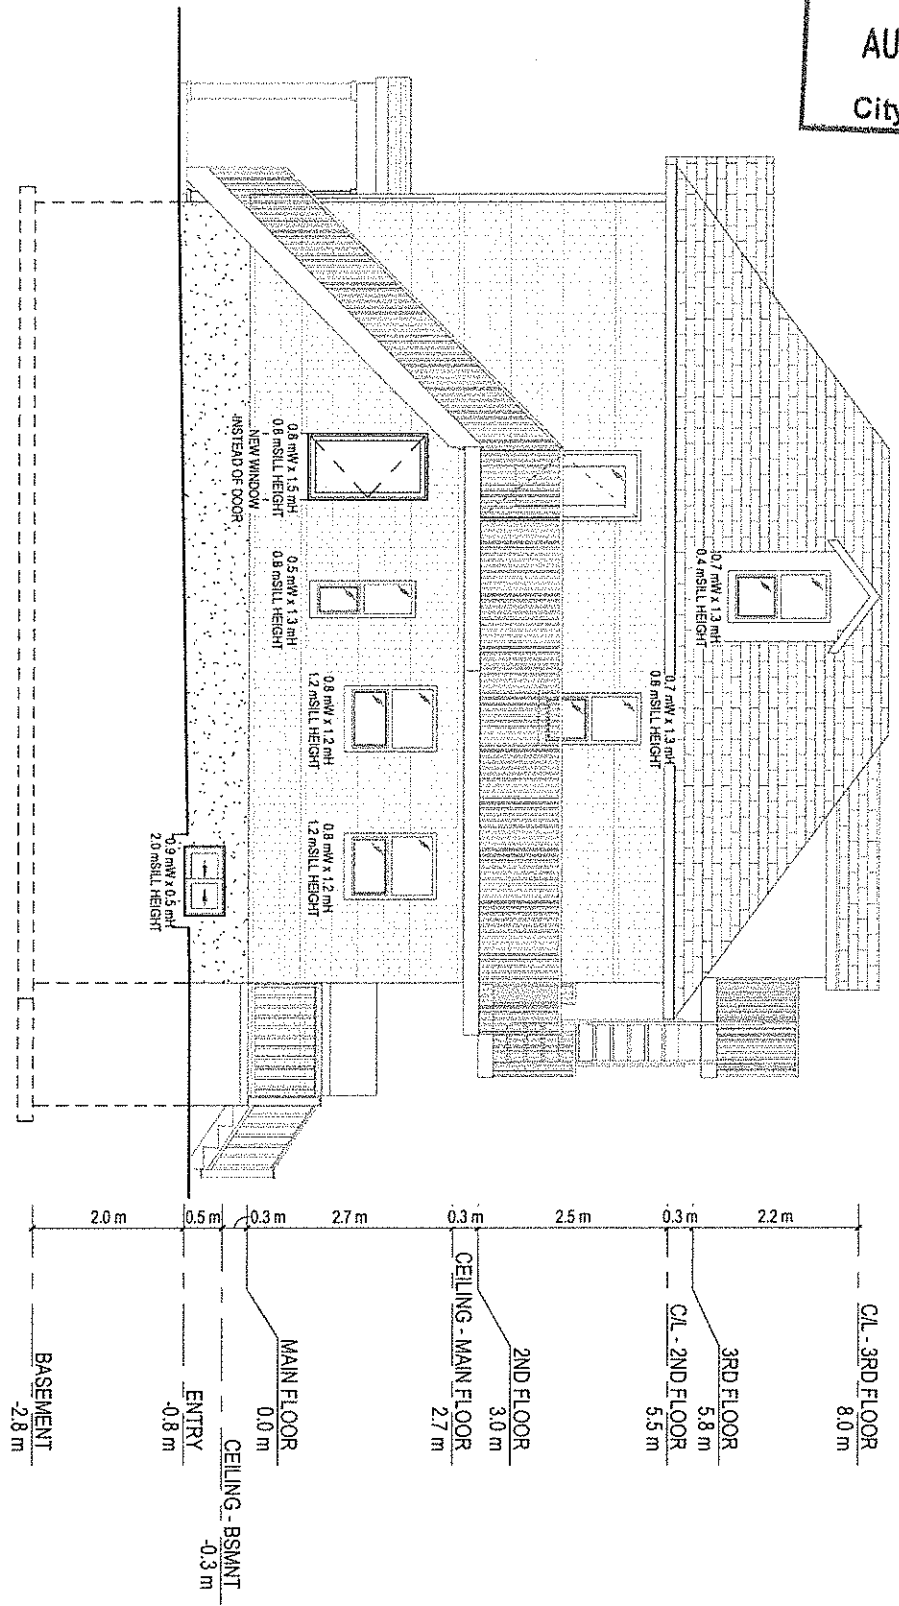 AU
City
0.7 mW x 1.3 mH
0.4 mSILL HEIGHT
0.7 mW x 1.3 mH
0.6 mSILL HEIGHT
0.8 mW x 1.5 mH
0.8 mSILL HEIGHT
NEW WINDOW
INSTEAD OF DOOR
0.5 mW x 1.3 mH
0.8 mSILL HEIGHT
0.8 mW x 1.2 mH
1.2 mSILL HEIGHT
0.8 mW x 1.2 mH
1.2 mSILL HEIGHT
0.9 mW x 0.5 mH
2.0 mSILL HEIGHT
2.2 m
0.3 m
2.5 m
0.3 m
2.7 m
0.3 m
0.5 m
2.0 m
C/L - 3RD FLOOR
8.0 m
3RD FLOOR
5.8 m
C/L - 2ND FLOOR
5.5 m
2ND FLOOR
3.0 m
CEILING - MAIN FLOOR
2.7 m
MAIN FLOOR
0.0 m
CEILING - BSMNT
-0.3 m
ENTRY
-0.8 m
BASEMENT
-2.8 m